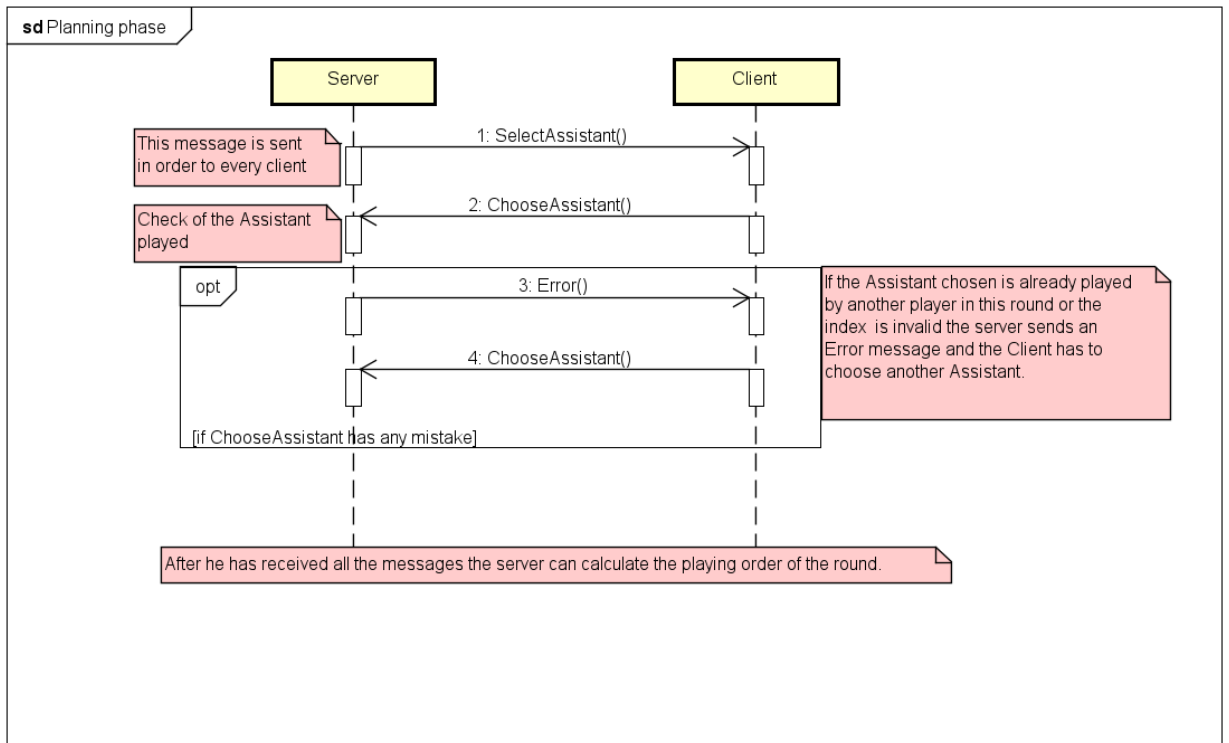 sd Planning phase
Server
Client
This message is sent
in order to every client
1: SelectAssistant()
Check of the Assistant
played
2: ChooseAssistant()
opt
3: Error()
If the Assistant chosen is already played
by another player in this round or the
index is invalid the server sends an
Error message and the Client has to
choose another Assistant.
4: ChooseAssistant()
[if ChooseAssistant has any mistake]
After he has received all the messages the server can calculate the playing order of the round.